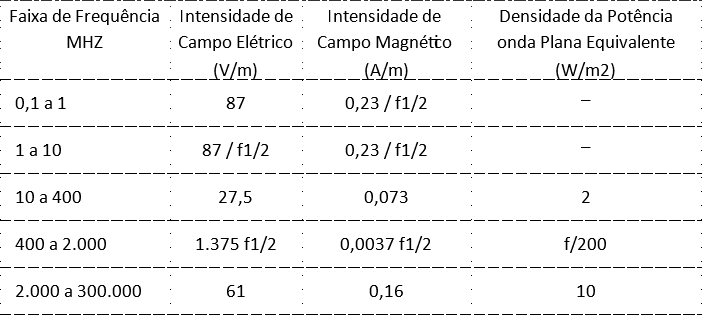 Faixa de Frequência MHZ | Intensidade de Campo Elétrico (V/m) | Intensidade de Campo Magnético (A/m) | Densidade da Potência onda Plana Equivalente (W/m2)
0,1 a 1 | 87 | 0,23 / f1/2 | –
1 a 10 | 87 / f1/2 | 0,23 / f1/2 | –
10 a 400 | 27,5 | 0,073 | 2
400 a 2.000 | 1.375 f1/2 | 0,0037 f1/2 | f/200
2.000 a 300.000 | 61 | 0,16 | 10